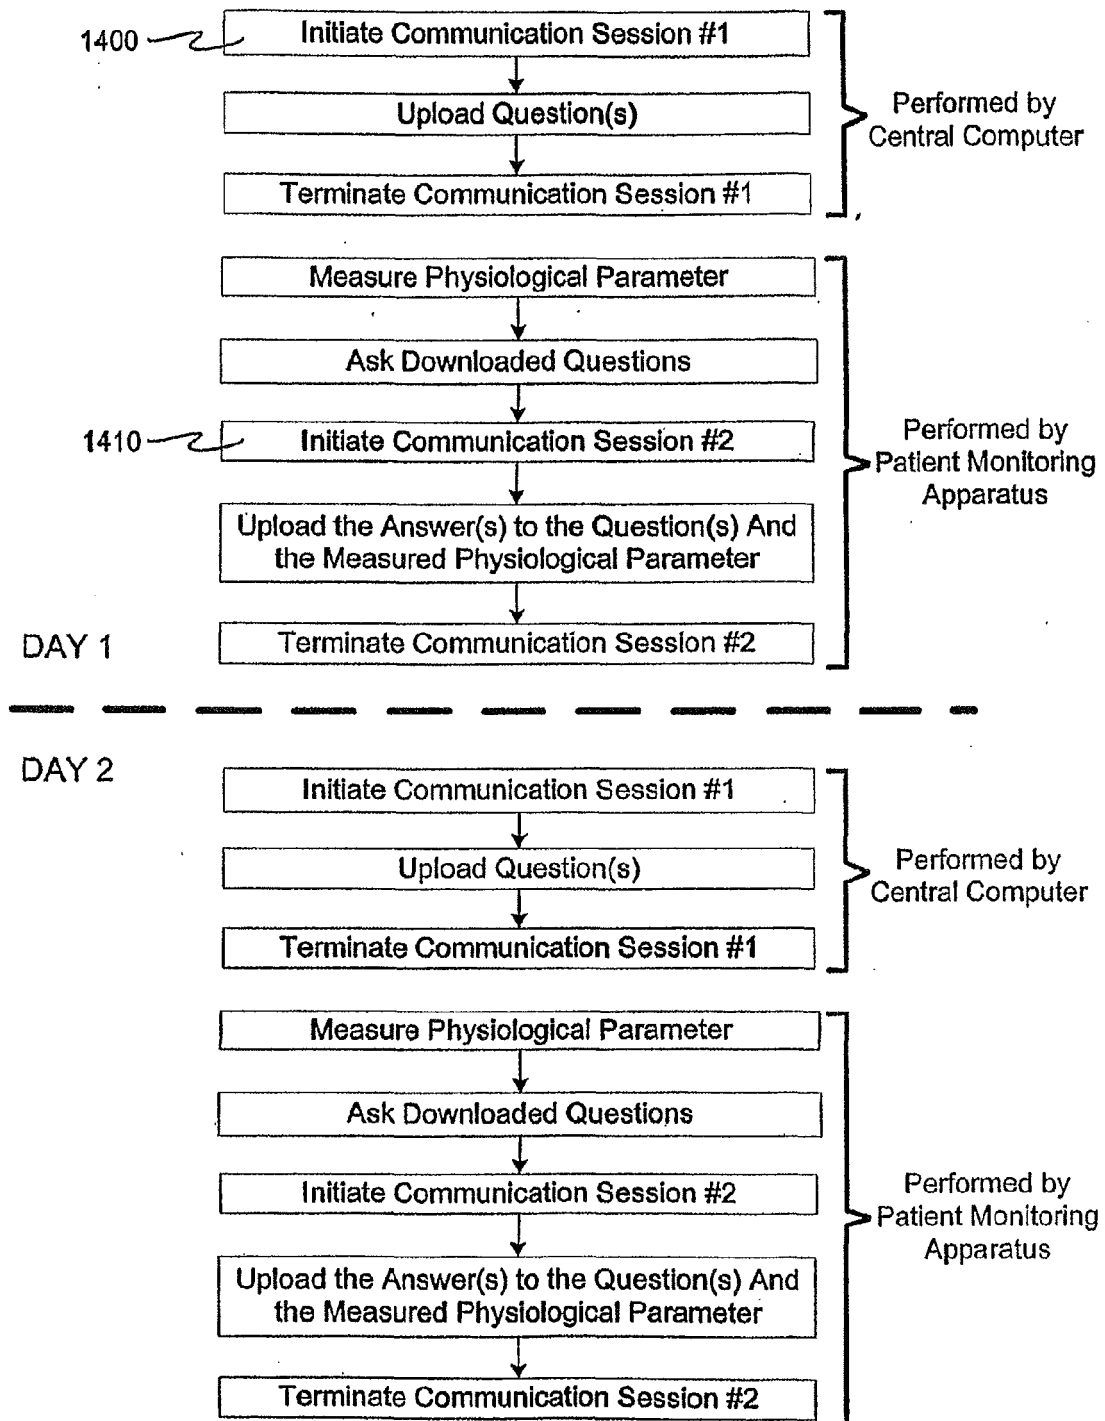 1400
Initiate Communication Session #1
Upload Question(s)
Terminate Communication Session #1
Performed by
Central Computer
Measure Physiological Parameter
Ask Downloaded Questions
1410
Initiate Communication Session #2
Upload the Answer(s) to the Question(s) And
the Measured Physiological Parameter
Terminate Communication Session #2
Performed by
Patient Monitoring
Apparatus
DAY 1
DAY 2
Initiate Communication Session #1
Upload Question(s)
Terminate Communication Session #1
Performed by
Central Computer
Measure Physiological Parameter
Ask Downloaded Questions
Initiate Communication Session #2
Upload the Answer(s) to the Question(s) And
the Measured Physiological Parameter
Terminate Communication Session #2
Performed by
Patient Monitoring
Apparatus